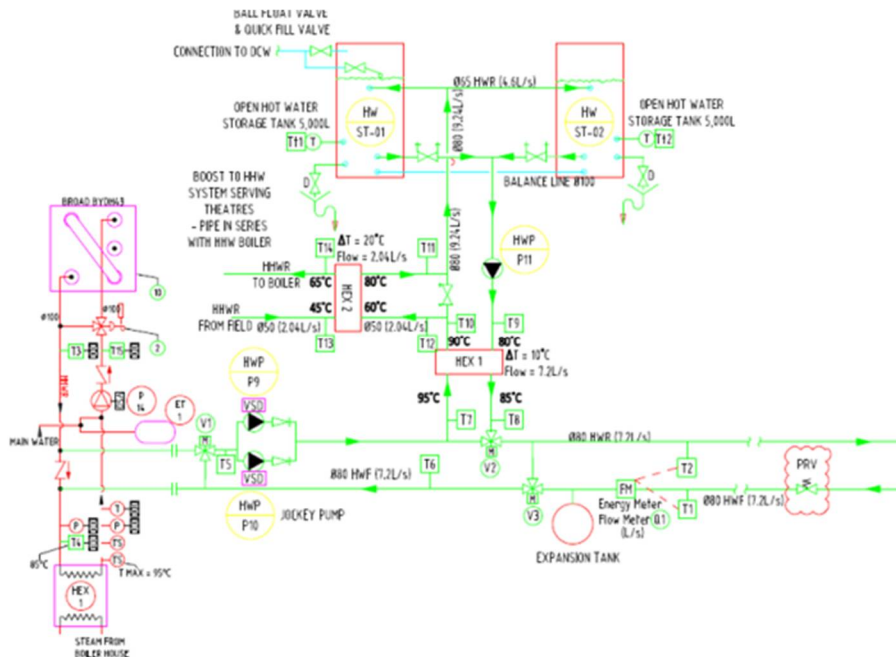 BALL FLOAT VALVE
& QUICK FILL VALVE
CONNECTION TO DCW
Ø65 HWR (4.6L/s)
HW
ST-01
HW
ST-02
OPEN HOT WATER
STORAGE TANK 5,000L
OPEN HOT WATER
STORAGE TANK 5,000L
Tt1
T
T
Tt2
Ø80 (9.24L/s)
D
D
BALANCE LINE Ø100
BOOST TO HHW
SYSTEM SERVING
THEATRES
- PIPE IN SERIES
WITH HHW BOILER
BROAD BYDH43
10
Ø100
Ø100
2
T3
T15
T14
ΔT = 20°C
Flow = 2.04L/s
T11
Ø80 (9.24L/s)
HWP
P11
HHWR
TO BOILER
65°C
80°C
HEX 2
HHWR
FROM FIELD
45°C
60°C
Ø50 (2.04L/s)
Ø50 (2.04L/s)
T13
T12
T10
T9
90°C
80°C
HEX 1
ΔT = 10°C
Flow = 7.2L/s
95°C
85°C
T7
T8
HWP
P9
VSD
VSD
P
14
ET
1
MAIN WATER
V1
M
T5
M
V2
Ø80 HWR (7.2L/s)
Ø80 HWF (7.2L/s)
T6
HWP
P10
JOCKEY PUMP
M
V3
EXPANSION TANK
FM
Energy Meter
Flow Meter
(L/s)
Q1
T2
T1
PRV
Ø80 HWF (7.2L/s)
T
P
P
T4
TS
TS
85°C
T MAX = 95°C
HEX
1
STEAM FROM
BOILER HOUSE